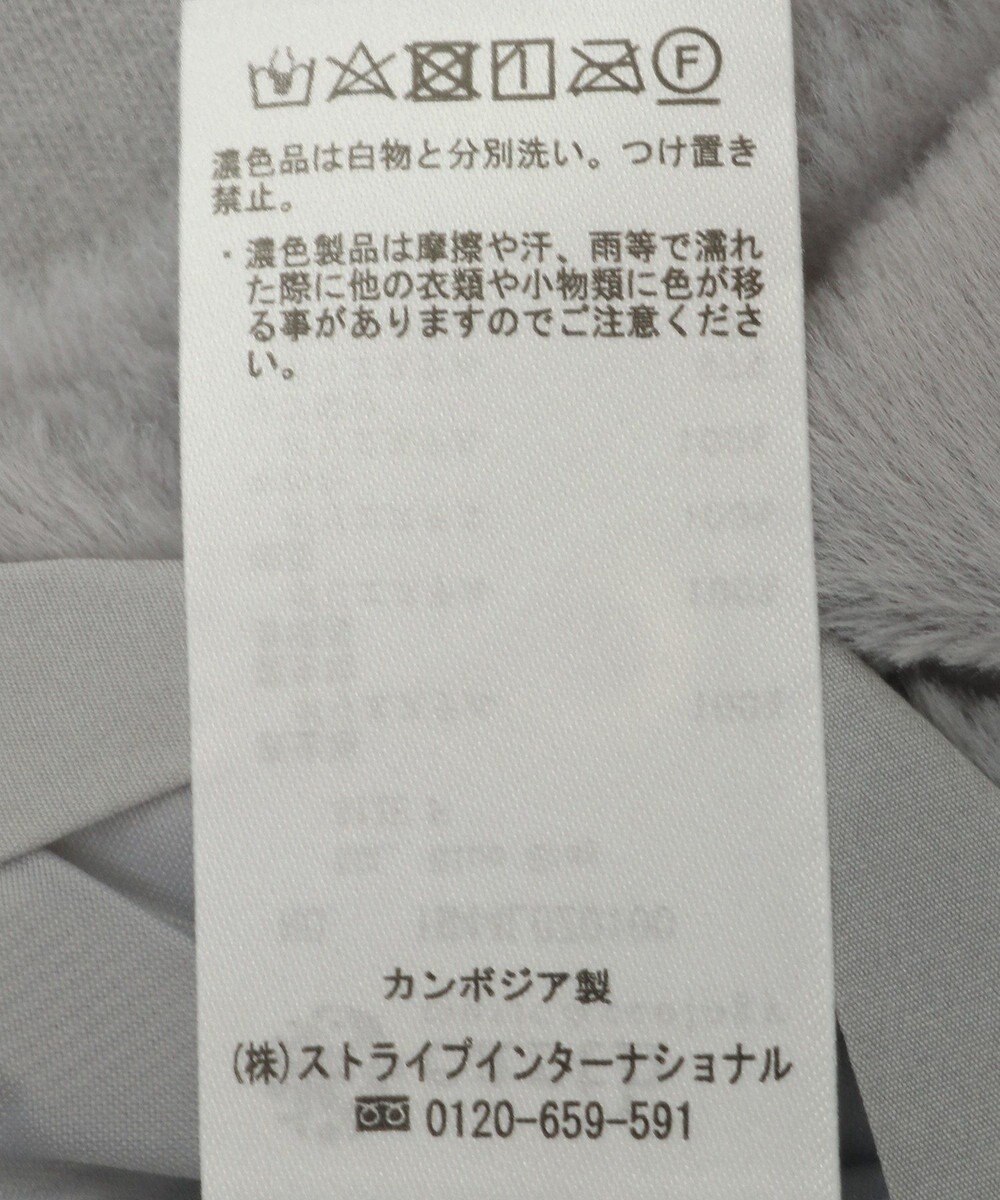 F
濃色品は白物と分別洗い。つけ置き
禁止。
・濃色製品は摩擦や汗、雨等で濡れ
た際に他の衣類や小物類に色が移
る事がありますのでご注意くださ
い。
カンボジア製
(株)ストライプインターナショナル
0120-659-591